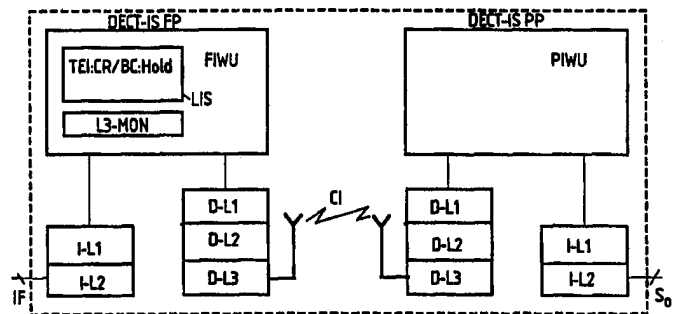 DECT-IS FP
DECT-IS PP
TEI:CR/BC:Hold
FIWU
PIWU
LIS
L3-MON
CI
D-L1
D-L2
D-L3
D-L1
D-L2
D-L3
I-L1
I-L2
I-L1
I-L2
IF
S₀